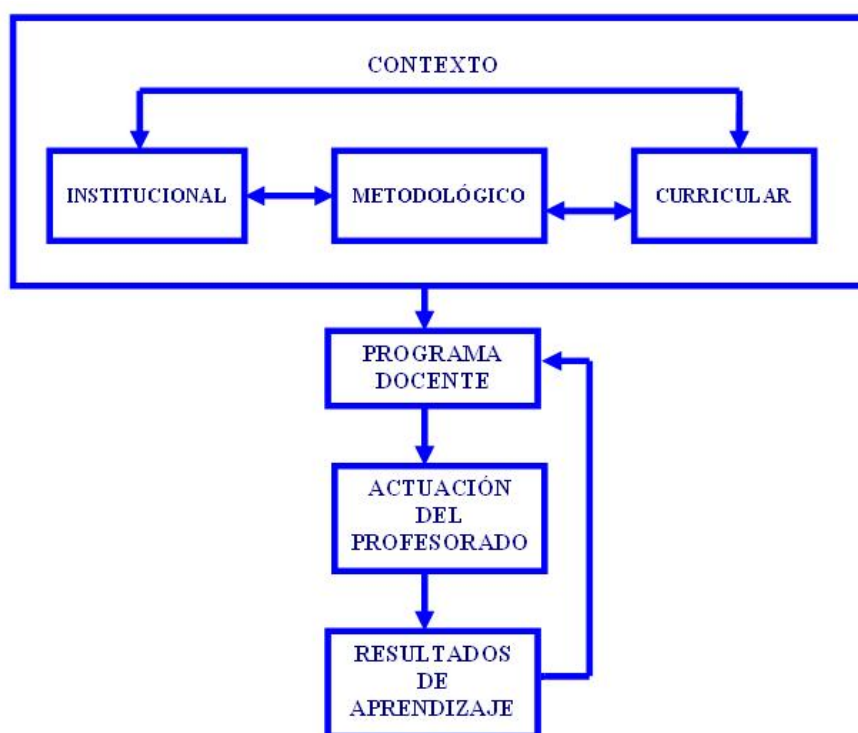 CONTEXTO
INSTITUCIONAL
METODOLÓGICO
CURRICULAR
PROGRAMA
DOCENTE
ACTUACIÓN
DEL
PROFESORADO
RESULTADOS
DE
APRENDIZAJE